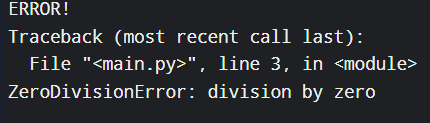 ERROR!
Traceback (most recent call last):
  File "<main.py>", line 3, in <module>
ZeroDivisionError: division by zero